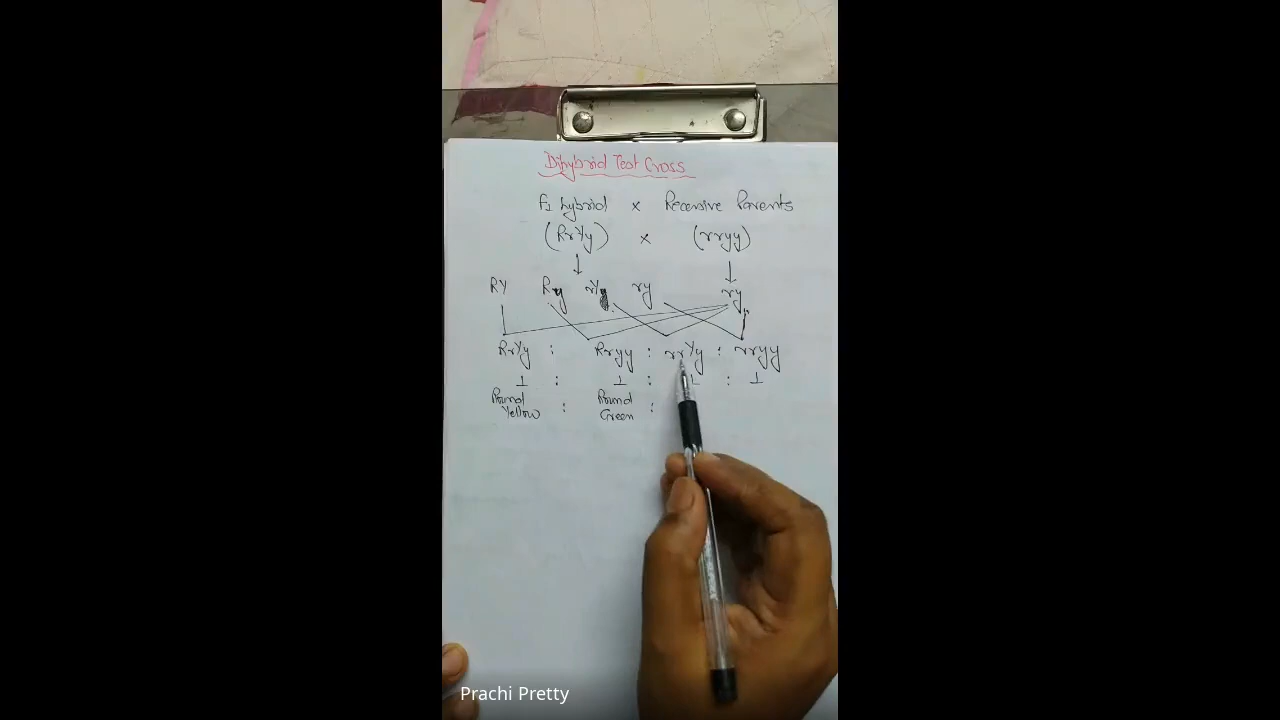 Dihybrid Test Cross
F1 hybrid × Recessive Parents
(RrYy) × (rryy)
RY Ry rY ry ry
RrYy : Rryy : rrYy : rryy
1 : 1 : 1 : 1
Round Yellow : Round Green :
Prachi Pretty